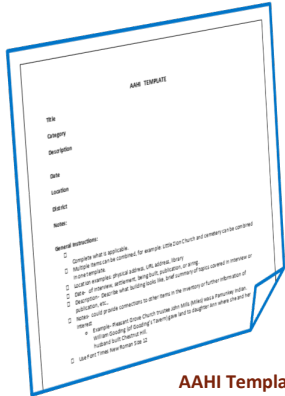 AAHI TEMPLATE
Title
Category
Description
Date
Location
District
Notes:
General Instructions:
Complete what is applicable.
Multiple items can be combined, for example Little Zion Church and cemetery can be combined
in one template.
Location examples: physical address, URL address, library
Date- of interview, settlement, being built, publication, or airing
Description- Describe what building looks like, brief summary of topics covered in interview or
publication, etc.,
Notes- could provide connections to other items in the inventory or further information of
interest
Example- Pleasant Grove Church trustee John Mills (Miles) was a Pamunkey Indian.
William Gooding (of Gooding's Tavern) gave land to daughter Ann where she and her
husband built Chestnut Hill.
Use Font Times New Roman Size 12
AAHI Templa